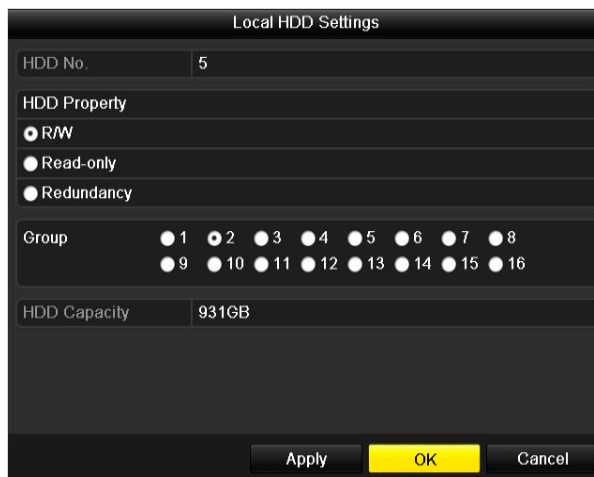 Local HDD Settings
HDD No. 5
HDD Property
R/W
Read-only
Redundancy
Group 1 2 3 4 5 6 7 8
9 10 11 12 13 14 15 16
HDD Capacity 931GB
Apply OK Cancel